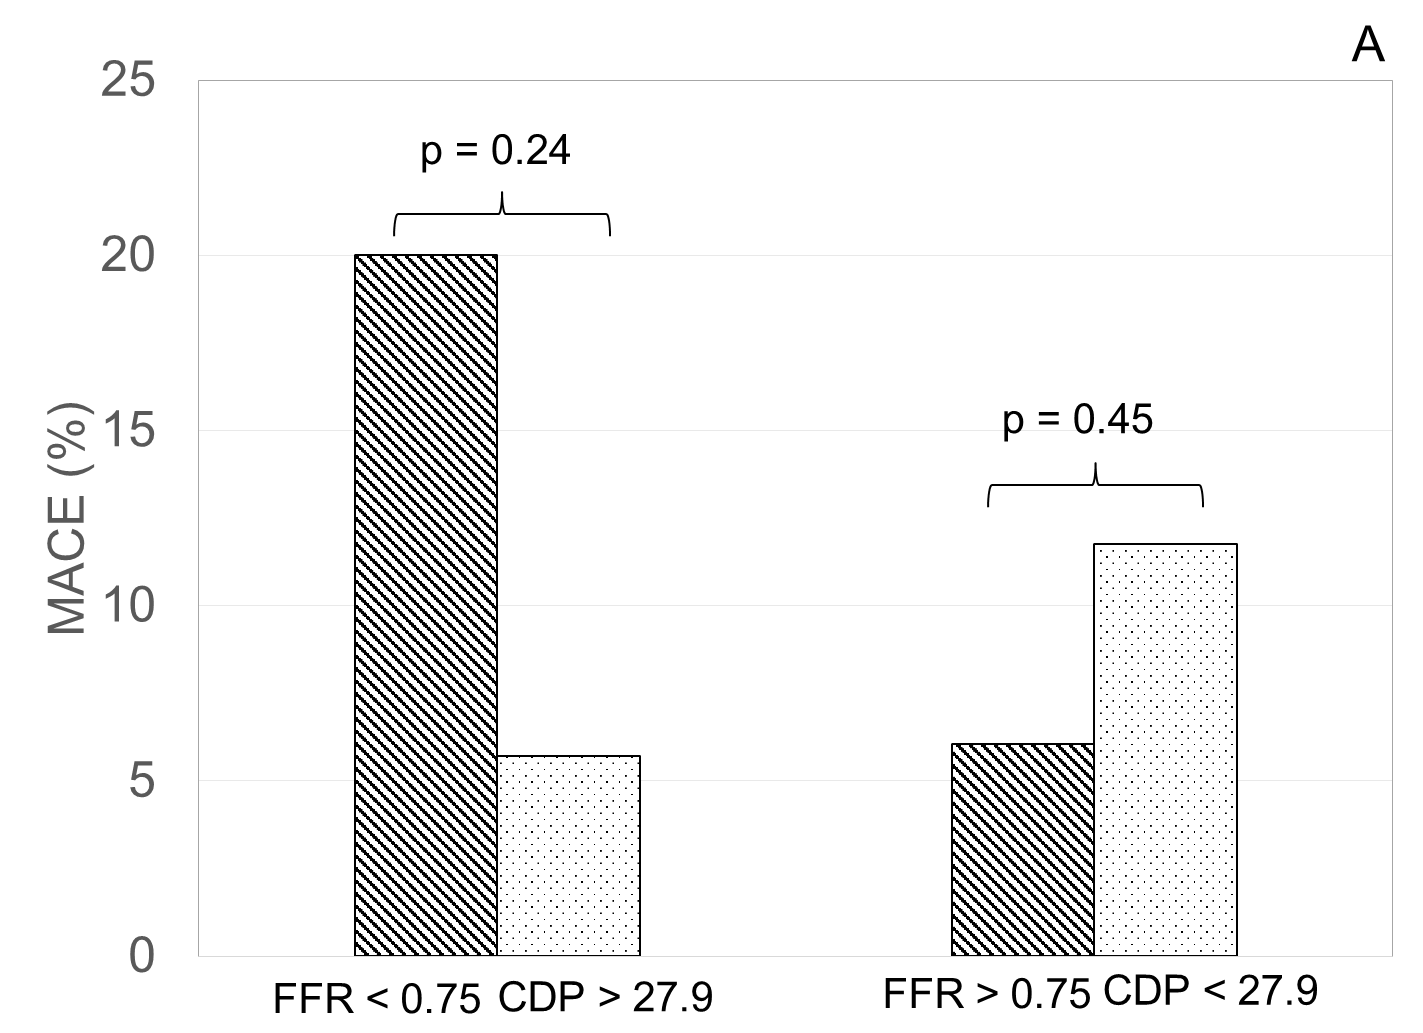 A
25
p = 0.24
20
15
p = 0.45
MACE (%)
10
5
0
FFR < 0.75 CDP > 27.9
FFR > 0.75 CDP < 27.9